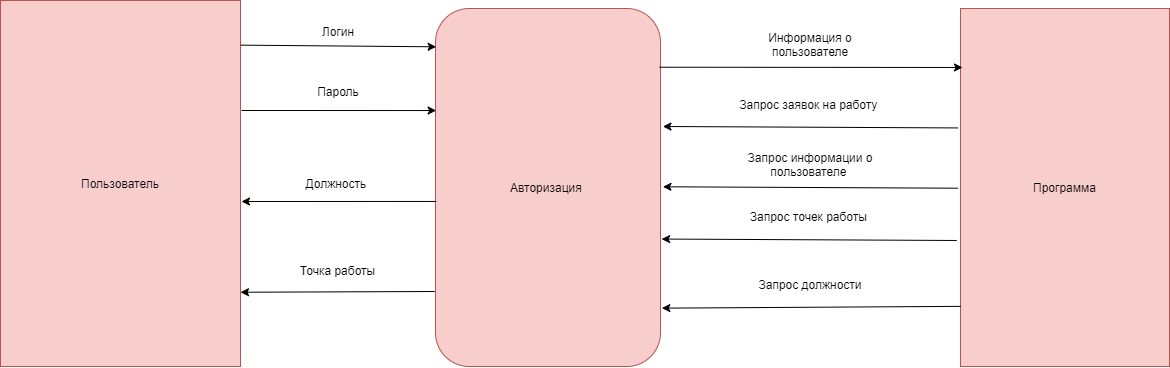 Логин
Пароль
Пользователь
Должность
Точка работы
Авторизация
Информация о
пользователе
Запрос заявок на работу
Запрос информации о
пользователе
Запрос точек работы
Запрос должности
Программа